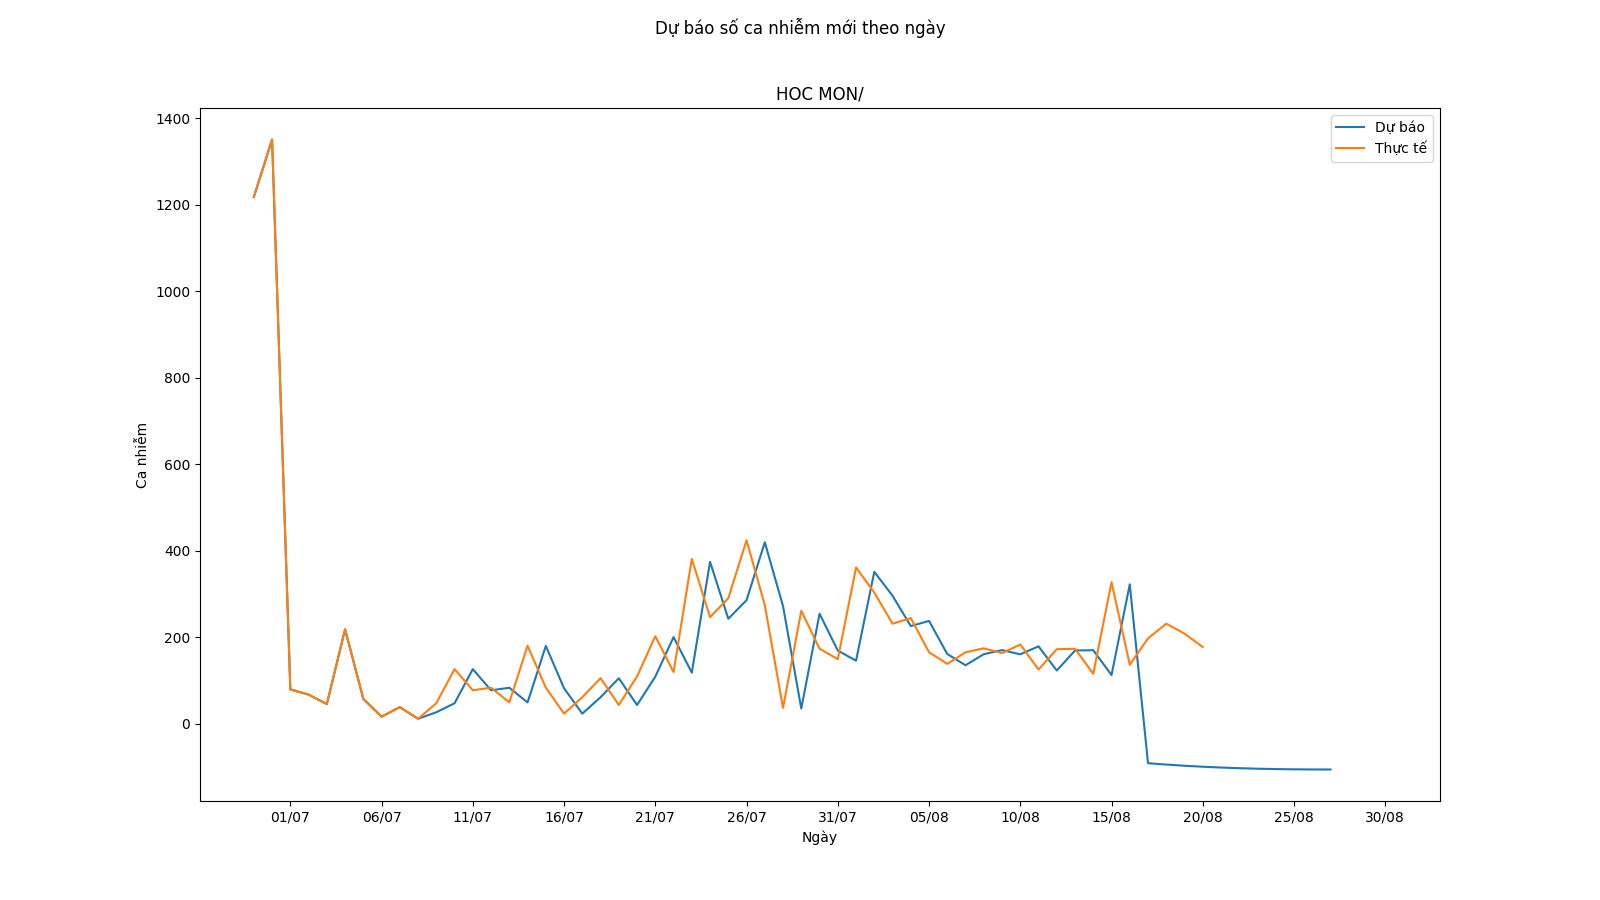 Dự báo số ca nhiễm mới theo ngày
HOC MON/
Dự báo
Thực tế
1400
1200
1000
800
600
400
200
0
Ca nhiễm
01/07 06/07 11/07 16/07 21/07 26/07 31/07 05/08 10/08 15/08 20/08 25/08 30/08
Ngày